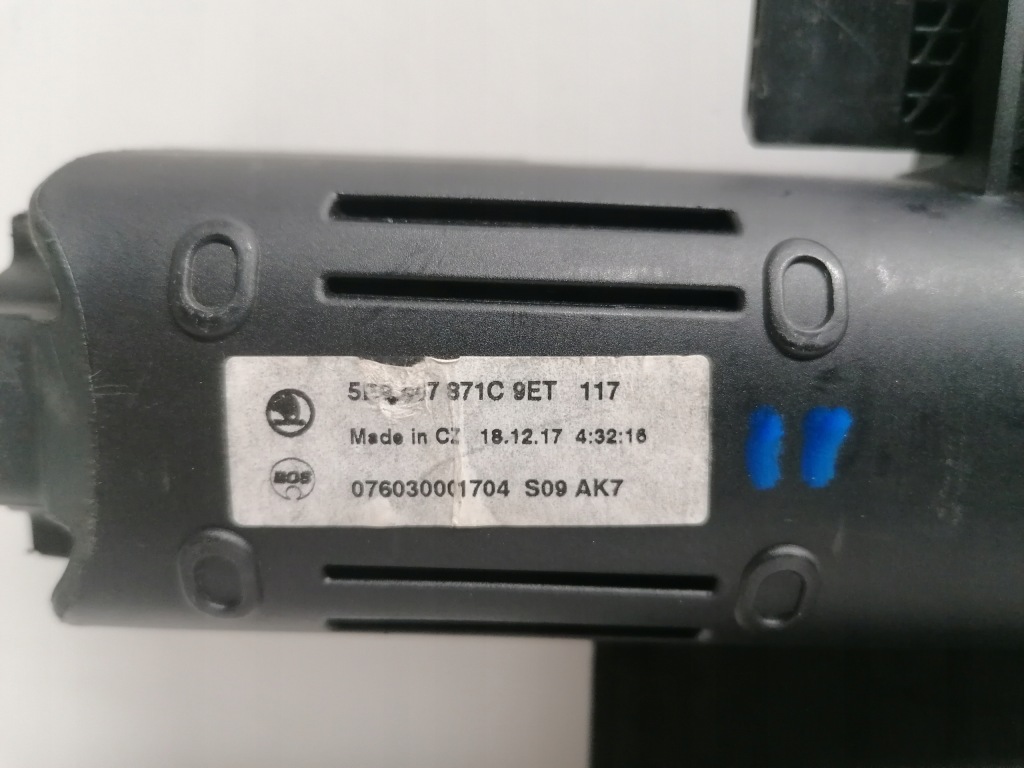 871C 9ET 117
Made in CZ 18.12.17 4:32:16
BOS
076030001704 S09 AK7